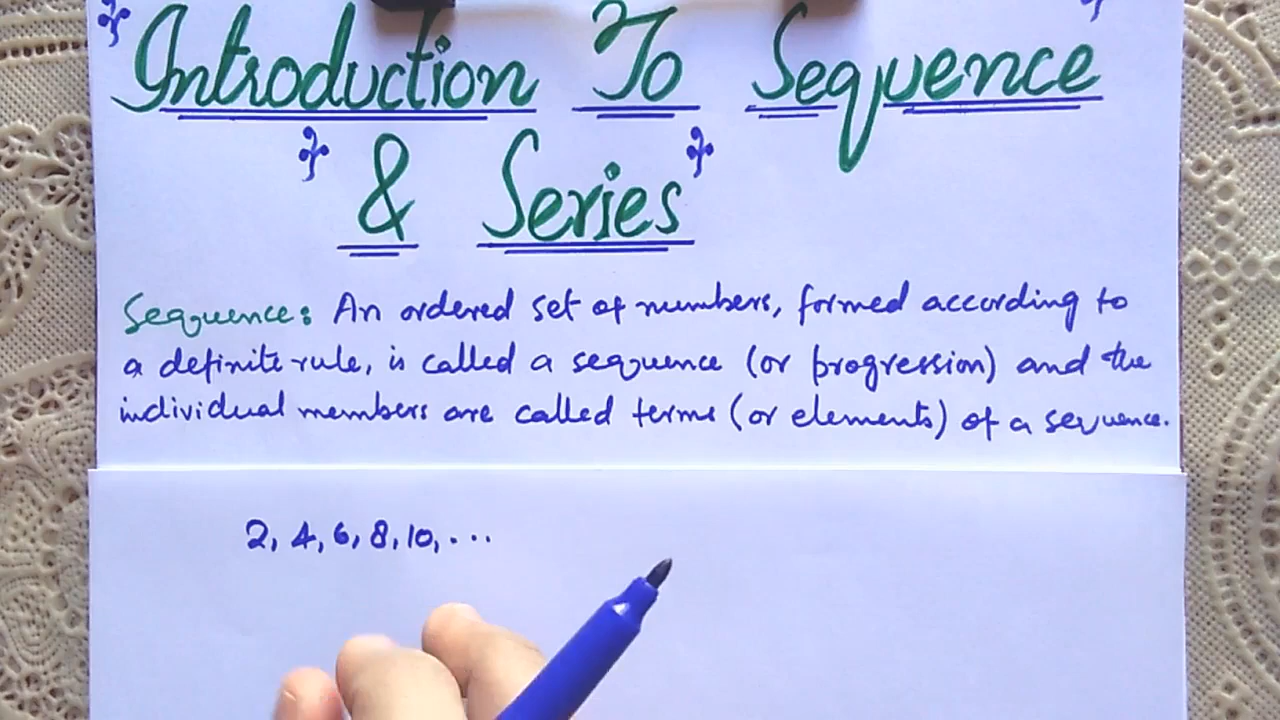 Introduction To Sequence
& Series
Sequence: An ordered set of numbers, formed according to
a definite rule, is called a sequence (or progression) and the
individual members are called terms (or elements) of a sequence.
2, 4, 6, 8, 10, ...